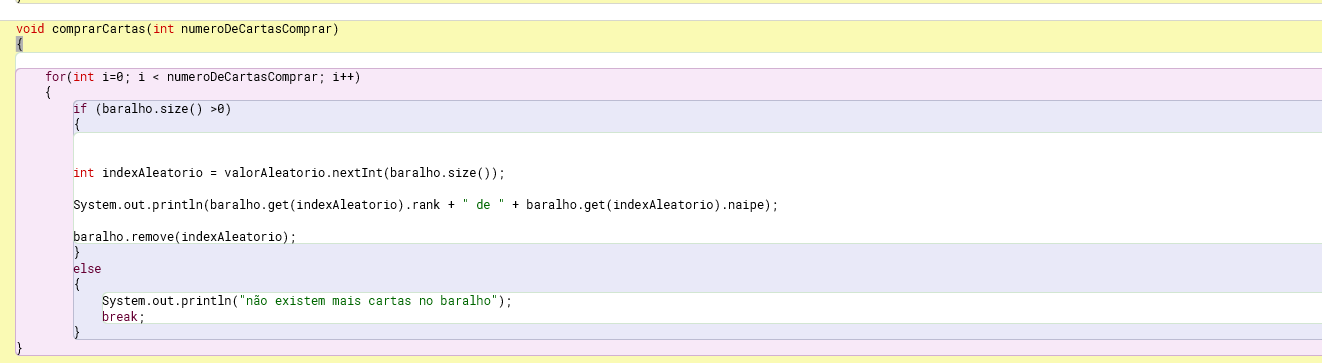 void comprarCartas(int numeroDeCartasComprar)
{
for(int i=0; i < numeroDeCartasComprar; i++)
{
if (baralho.size() >0)
{
int indexAleatorio = valorAleatorio.nextInt(baralho.size());
System.out.println(baralho.get(indexAleatorio).rank + " de " + baralho.get(indexAleatorio).naipe);
baralho.remove(indexAleatorio);
}
else
{
System.out.println("não existem mais cartas no baralho");
break;
}
}